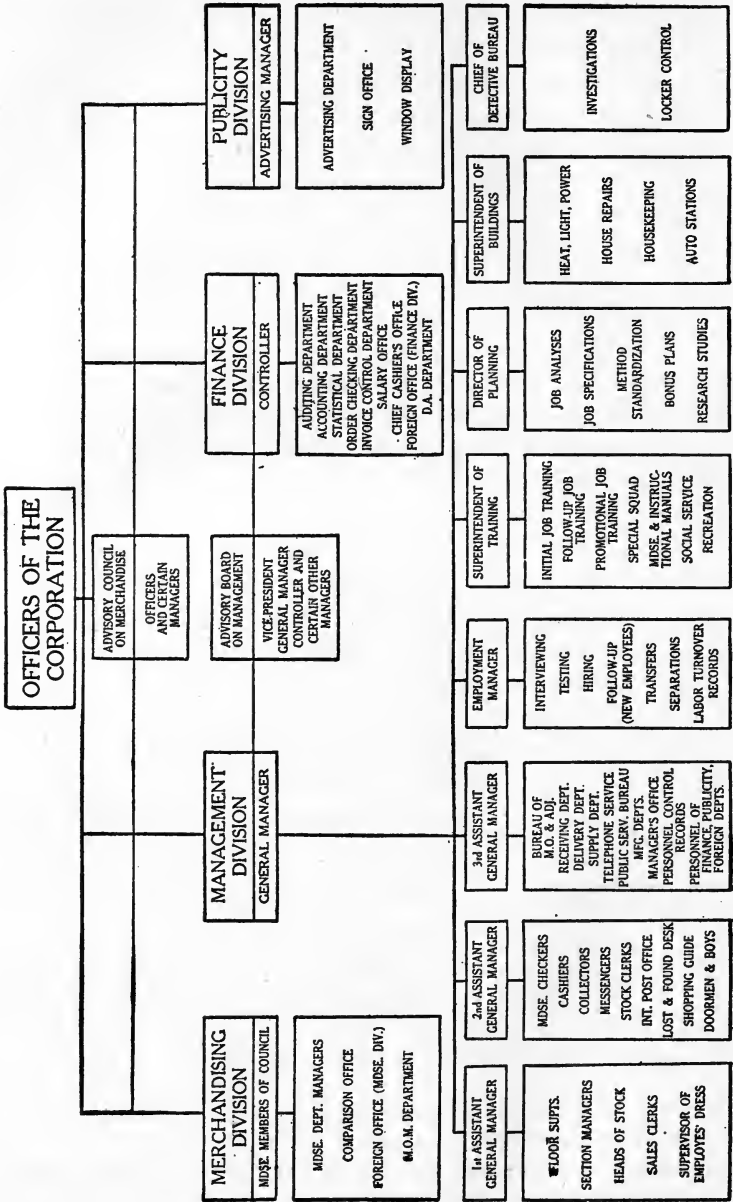 OFFICERS OF THE
CORPORATION
ADVISORY COUNCIL
ON MERCHANDISE
OFFICERS
AND CERTAIN
MANAGERS
ADVISORY BOARD
ON MANAGEMENT
VICE-PRESIDENT
GENERAL MANAGER
CONTROLLER AND
CERTAIN OTHER
MANAGERS
MERCHANDISING
DIVISION
MDSE. MEMBERS OF COUNCIL
MDSE. DEPT. MANAGERS
COMPARISON OFFICE
FOREIGN OFFICE (MDSE. DIV.)
M.O.M. DEPARTMENT
MANAGEMENT
DIVISION
GENERAL MANAGER
FINANCE
DIVISION
CONTROLLER
AUDITING DEPARTMENT
ACCOUNTING DEPARTMENT
STATISTICAL DEPARTMENT
ORDER CHECKING DEPARTMENT
INVOICE CONTROL DEPARTMENT
SALARY OFFICE
CHIEF CASHIER'S OFFICE
FOREIGN OFFICE (FINANCE DIV.)
D.A. DEPARTMENT
PUBLICITY
DIVISION
ADVERTISING MANAGER
ADVERTISING DEPARTMENT
SIGN OFFICE
WINDOW DISPLAY
1st ASSISTANT
GENERAL MANAGER
FLOOR SUPTS.
SECTION MANAGERS
HEADS OF STOCK
SALES CLERKS
SUPERVISOR OF
EMPLOYES' DRESS
2nd ASSISTANT
GENERAL MANAGER
MDSE. CHECKERS
CASHIERS
COLLECTORS
MESSENGERS
STOCK CLERKS
INT. POST OFFICE
LOST & FOUND DESK
SHOPPING GUIDE
DOORMEN & BOYS
3rd ASSISTANT
GENERAL MANAGER
BUREAU OF
M.O. & ADJ.
RECEIVING DEPT.
DELIVERY DEPT.
SUPPLY DEPT.
TELEPHONE SERVICE
PUBLIC SERV. BUREAU
MFG. DEPTS.
MANAGER'S OFFICE
PERSONNEL CONTROL
RECORDS
PERSONNEL OF
FINANCE, PUBLICITY,
FOREIGN DEPTS.
EMPLOYMENT
MANAGER
INTERVIEWING
TESTING
HIRING
FOLLOW-UP
(NEW EMPLOYEES)
TRANSFERS
SEPARATIONS
LABOR TURNOVER
RECORDS
SUPERINTENDENT OF
TRAINING
INITIAL JOB TRAINING
FOLLOW-UP JOB
TRAINING
PROMOTIONAL JOB
TRAINING
SPECIAL SQUAD
MDSE. & INSTRUC-
TIONAL MANUALS
SOCIAL SERVICE
RECREATION
DIRECTOR OF
PLANNING
JOB ANALYSES
JOB SPECIFICATIONS
METHOD
STANDARDIZATION
BONUS PLANS
RESEARCH STUDIES
SUPERINTENDENT OF
BUILDINGS
HEAT, LIGHT, POWER
HOUSE REPAIRS
HOUSEKEEPING
AUTO STATIONS
CHIEF OF
DETECTIVE BUREAU
INVESTIGATIONS
LOCKER CONTROL